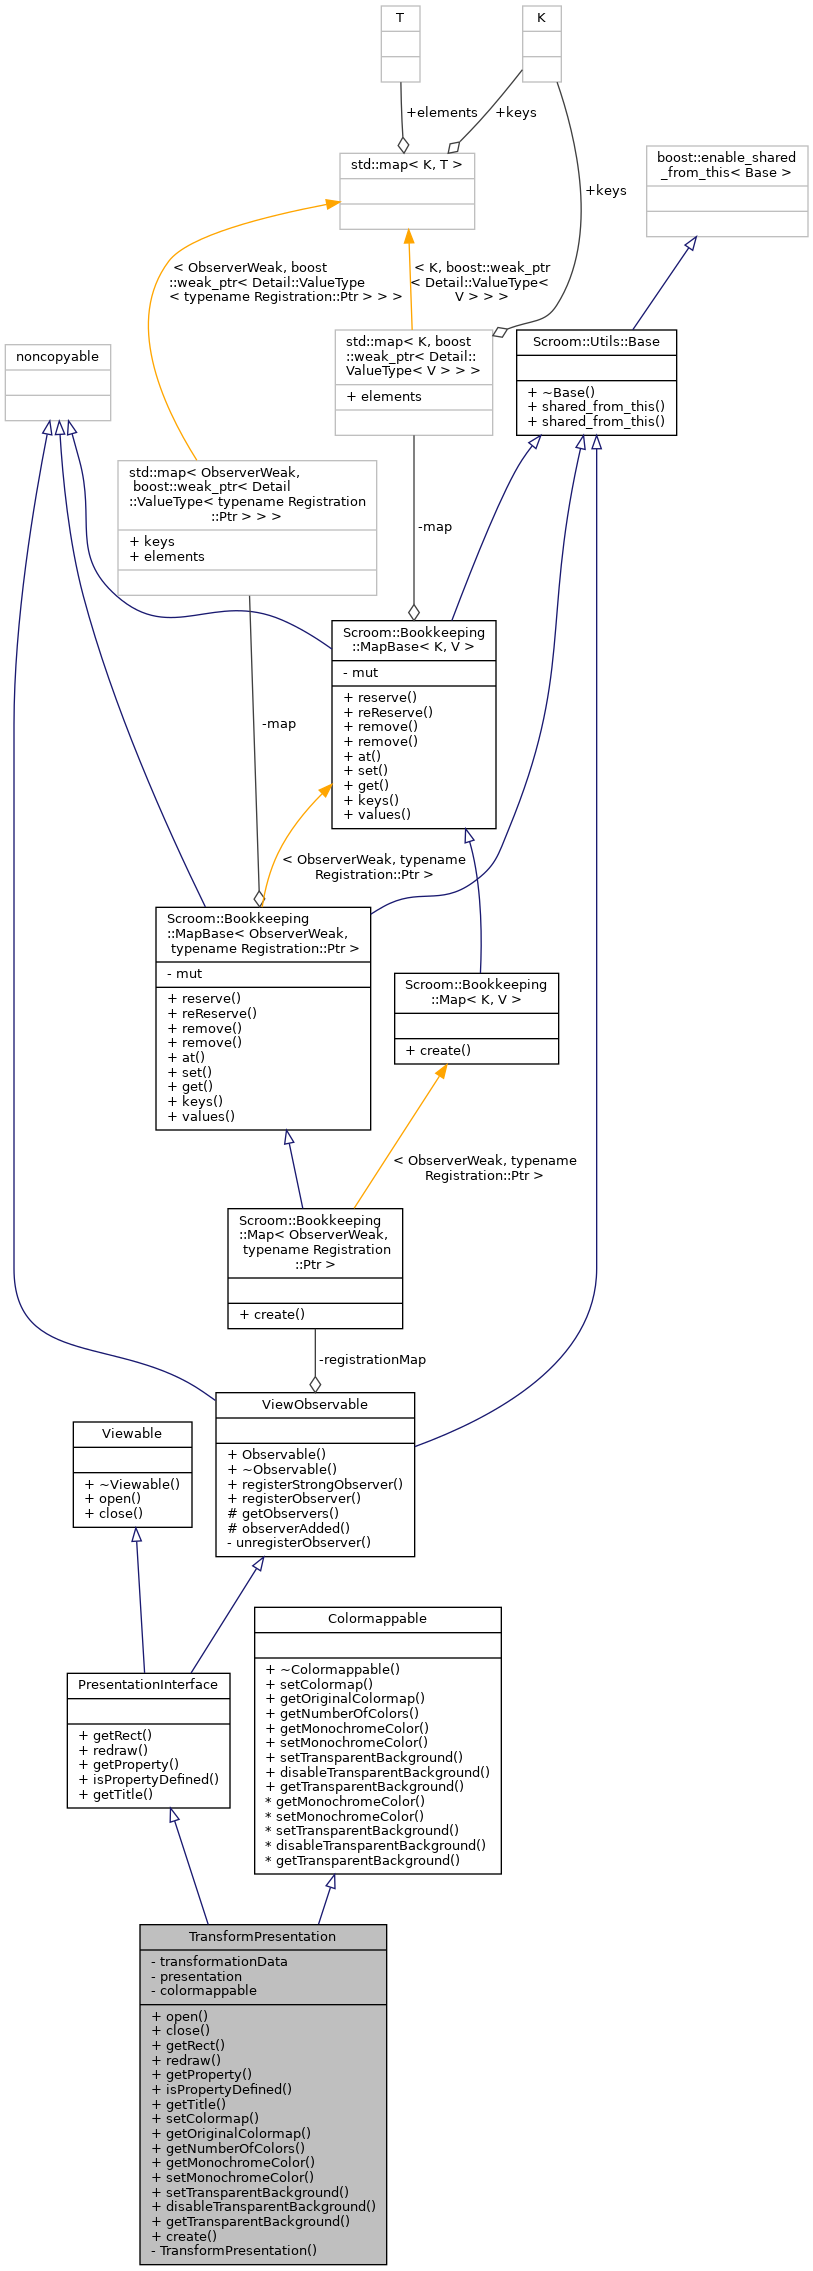 T
K
+elements
+keys
std::map< K, T >
boost::enable_shared
_from_this< Base >
+keys
< ObserverWeak, boost
::weak_ptr< Detail::ValueType
< typename Registration::Ptr > > >
< K, boost::weak_ptr
< Detail::ValueType<
V > > >
noncopyable
std::map< K, boost
::weak_ptr< Detail::
ValueType< V > > >
+ elements
Scroom::Utils::Base
+ ~Base()
+ shared_from_this()
+ shared_from_this()
std::map< ObserverWeak,
boost::weak_ptr< Detail
::ValueType< typename Registration
::Ptr > > >
+ keys
+ elements
-map
Scroom::Bookkeeping
::MapBase< K, V >
- mut
+ reserve()
+ reReserve()
+ remove()
+ remove()
+ at()
+ set()
+ get()
+ keys()
+ values()
-map
< ObserverWeak, typename
Registration::Ptr >
Scroom::Bookkeeping
::MapBase< ObserverWeak,
typename Registration::Ptr >
- mut
+ reserve()
+ reReserve()
+ remove()
+ remove()
+ at()
+ set()
+ get()
+ keys()
+ values()
Scroom::Bookkeeping
::Map< K, V >
+ create()
< ObserverWeak, typename
Registration::Ptr >
Scroom::Bookkeeping
::Map< ObserverWeak,
typename Registration
::Ptr >
+ create()
-registrationMap
ViewObservable
+ Observable()
+ ~Observable()
+ registerStrongObserver()
+ registerObserver()
# getObservers()
# observerAdded()
- unregisterObserver()
Viewable
+ ~Viewable()
+ open()
+ close()
Colormappable
+ ~Colormappable()
+ setColormap()
+ getOriginalColormap()
+ getNumberOfColors()
+ getMonochromeColor()
+ setMonochromeColor()
+ setTransparentBackground()
+ disableTransparentBackground()
+ getTransparentBackground()
* getMonochromeColor()
* setMonochromeColor()
* setTransparentBackground()
* disableTransparentBackground()
* getTransparentBackground()
PresentationInterface
+ getRect()
+ redraw()
+ getProperty()
+ isPropertyDefined()
+ getTitle()
TransformPresentation
- transformationData
- presentation
- colormappable
+ open()
+ close()
+ getRect()
+ redraw()
+ getProperty()
+ isPropertyDefined()
+ getTitle()
+ setColormap()
+ getOriginalColormap()
+ getNumberOfColors()
+ getMonochromeColor()
+ setMonochromeColor()
+ setTransparentBackground()
+ disableTransparentBackground()
+ getTransparentBackground()
+ create()
- TransformPresentation()